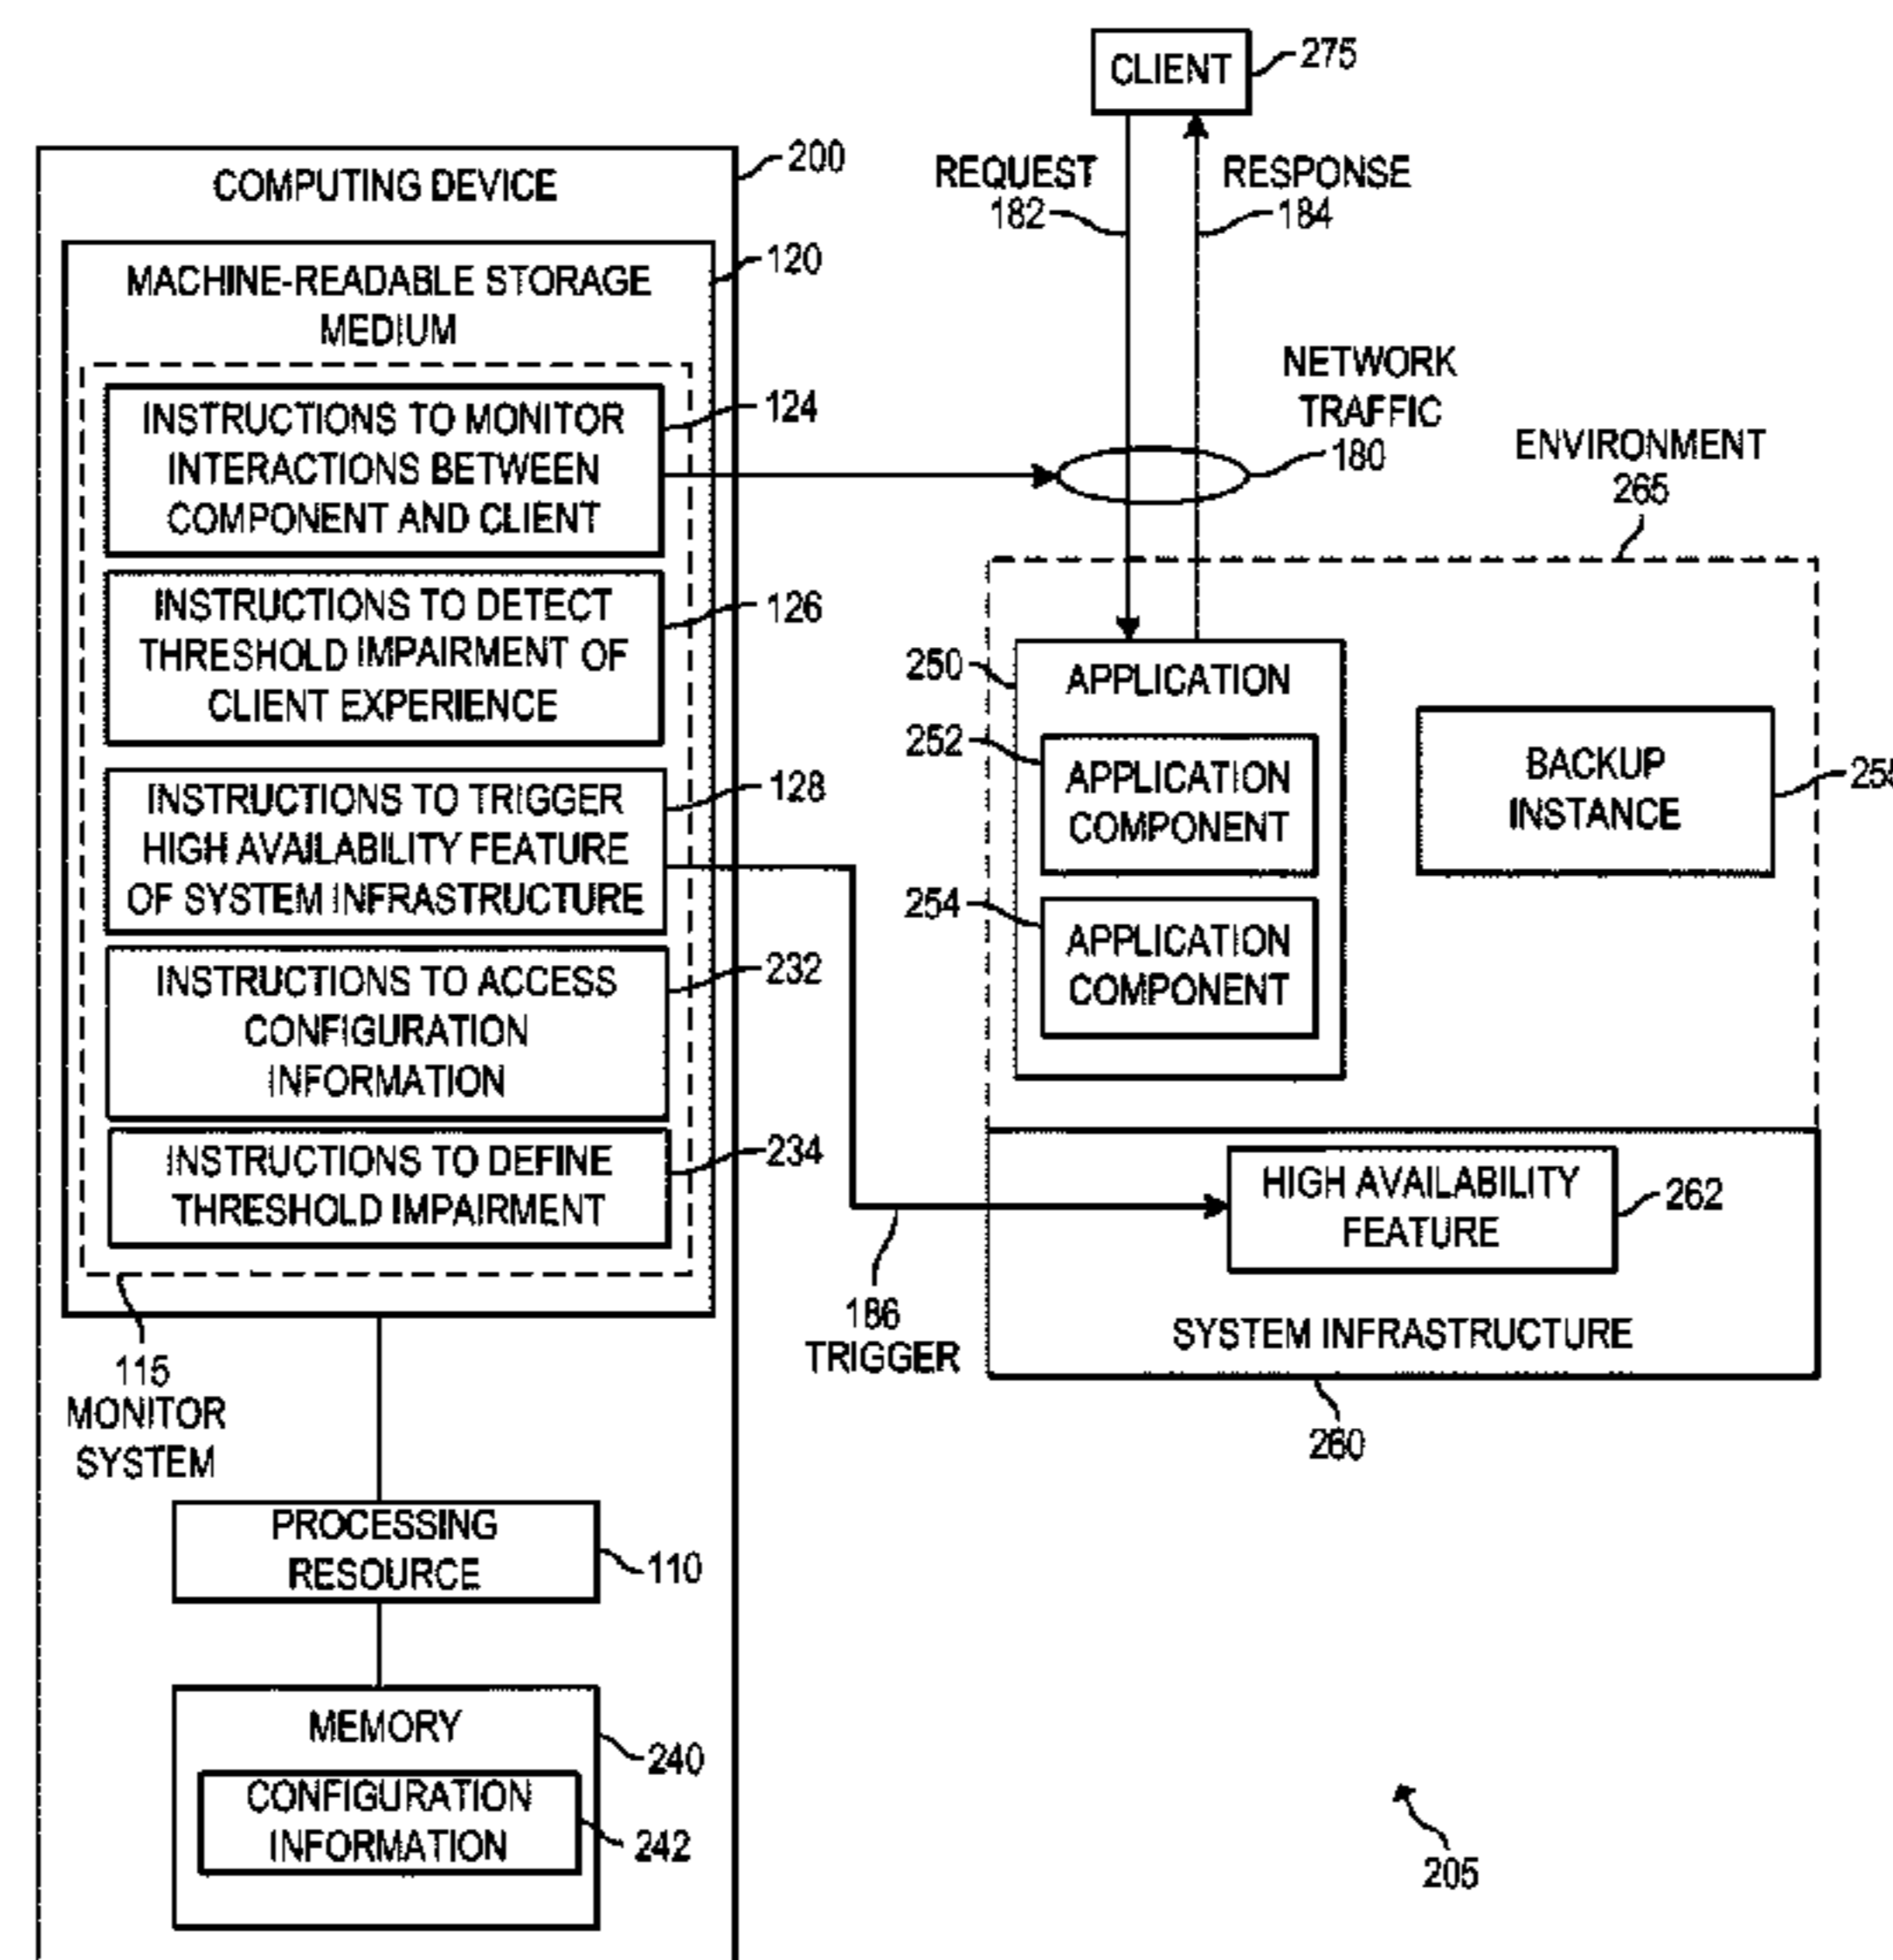 CLIENT
275
REQUEST
182
RESPONSE
184
NETWORK
TRAFFIC
180
ENVIRONMENT
265
COMPUTING DEVICE
200
MACHINE-READABLE STORAGE
MEDIUM
120
INSTRUCTIONS TO MONITOR
INTERACTIONS BETWEEN
COMPONENT AND CLIENT
124
INSTRUCTIONS TO DETECT
THRESHOLD IMPAIRMENT OF
CLIENT EXPERIENCE
126
INSTRUCTIONS TO TRIGGER
HIGH AVAILABILITY FEATURE
OF SYSTEM INFRASTRUCTURE
128
INSTRUCTIONS TO ACCESS
CONFIGURATION
INFORMATION
232
INSTRUCTIONS TO DEFINE
THRESHOLD IMPAIRMENT
234
115
MONITOR
SYSTEM
PROCESSING
RESOURCE
110
MEMORY
240
CONFIGURATION
INFORMATION
242
250
APPLICATION
252
APPLICATION
COMPONENT
254
APPLICATION
COMPONENT
BACKUP
INSTANCE
HIGH AVAILABILITY
FEATURE
262
186
TRIGGER
SYSTEM INFRASTRUCTURE
260
205